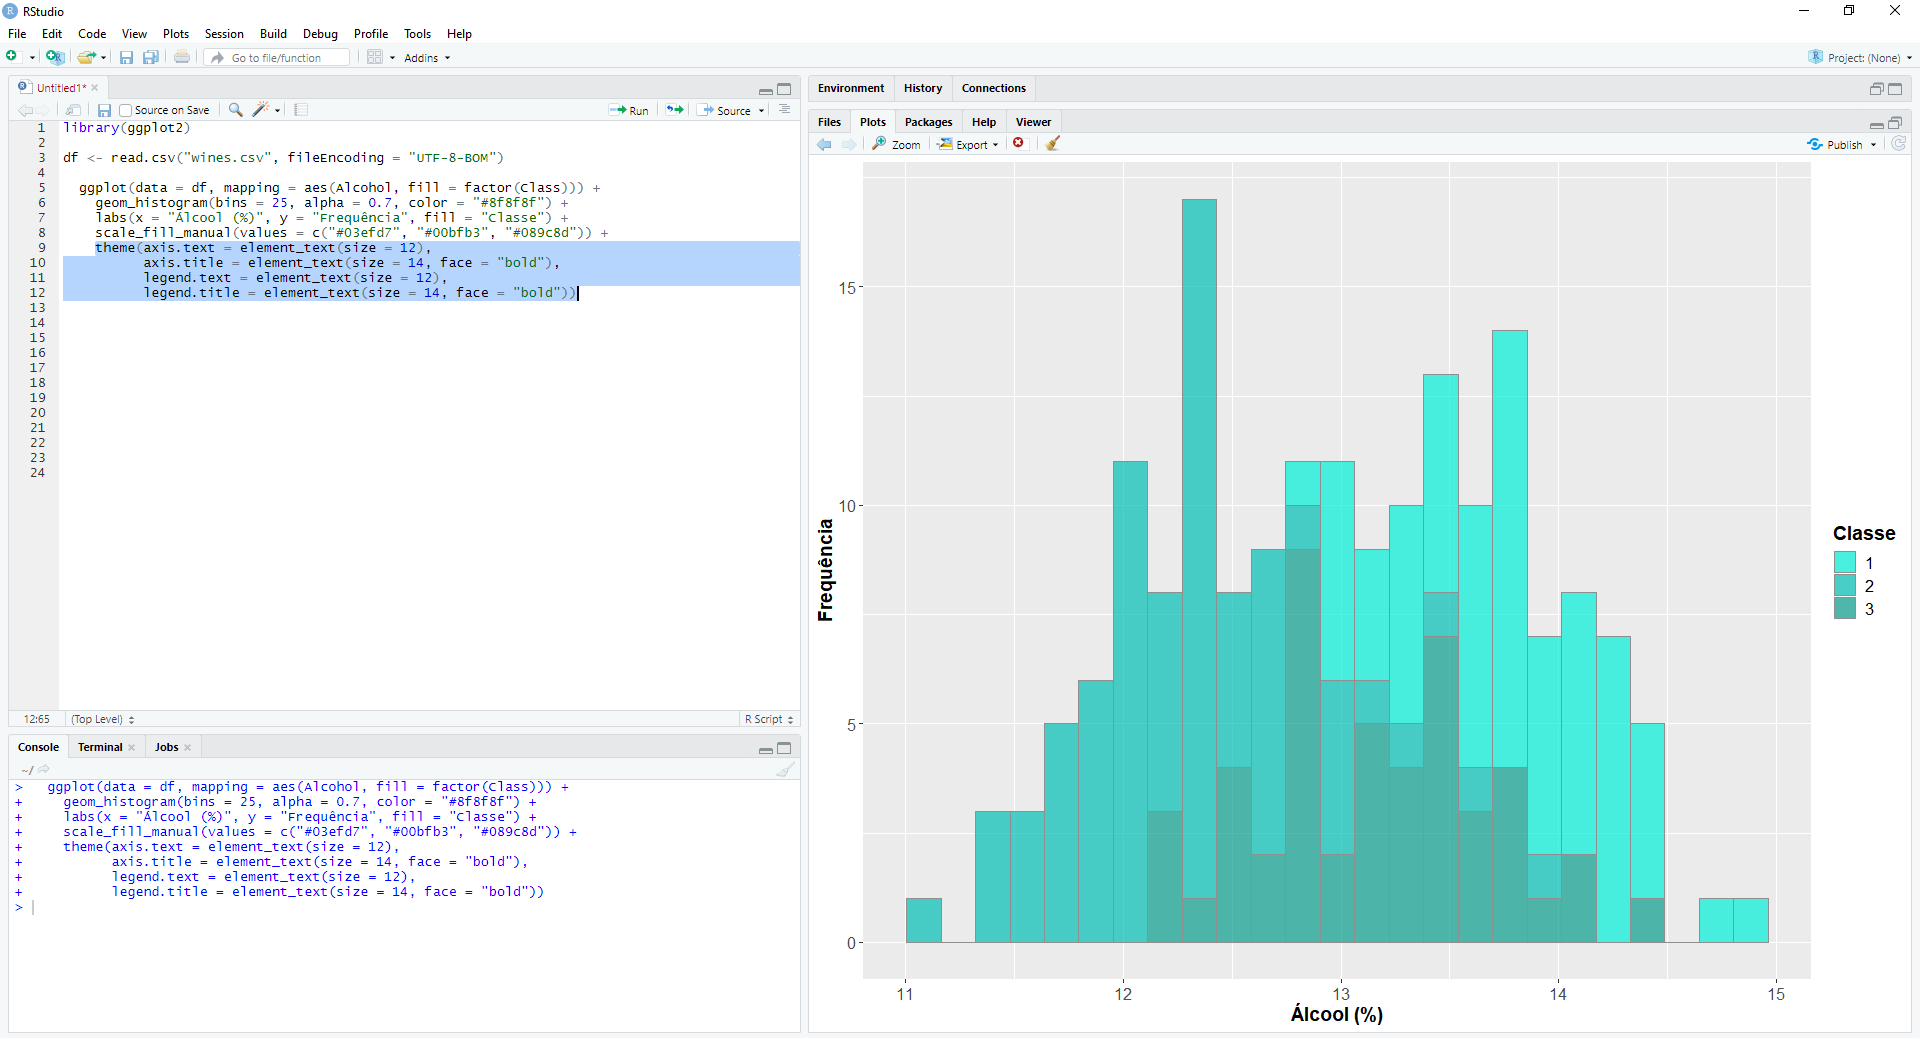 RStudio
File Edit Code View Plots Session Build Debug Profile Tools Help
Go to file/function Addins Project: (None)
Untitled1*
Source on Save Run Source
1 library(ggplot2)
2
3 df <- read.csv("wines.csv", fileEncoding = "UTF-8-BOM")
4
5 ggplot(data = df, mapping = aes(Alcohol, fill = factor(Class))) +
6 geom_histogram(bins = 25, alpha = 0.7, color = "#8f8f8f") +
7 labs(x = "Álcool (%)", y = "Frequência", fill = "Classe") +
8 scale_fill_manual(values = c("#03efd7", "#00bfb3", "#089c8d")) +
9 theme(axis.text = element_text(size = 12),
10 axis.title = element_text(size = 14, face = "bold"),
11 legend.text = element_text(size = 12),
12 legend.title = element_text(size = 14, face = "bold"))
13
14
15
16
17
18
19
20
21
22
23
24
12:65 (Top Level) R Script
Console Terminal Jobs
~/
> ggplot(data = df, mapping = aes(Alcohol, fill = factor(Class))) +
+ geom_histogram(bins = 25, alpha = 0.7, color = "#8f8f8f") +
+ labs(x = "Álcool (%)", y = "Frequência", fill = "Classe") +
+ scale_fill_manual(values = c("#03efd7", "#00bfb3", "#089c8d")) +
+ theme(axis.text = element_text(size = 12),
+ axis.title = element_text(size = 14, face = "bold"),
+ legend.text = element_text(size = 12),
+ legend.title = element_text(size = 14, face = "bold"))
>
Environment History Connections
Files Plots Packages Help Viewer
Zoom Export Publish
15
10
5
0
Frequência
11 12 13 14 15
Álcool (%)
Classe
1
2
3